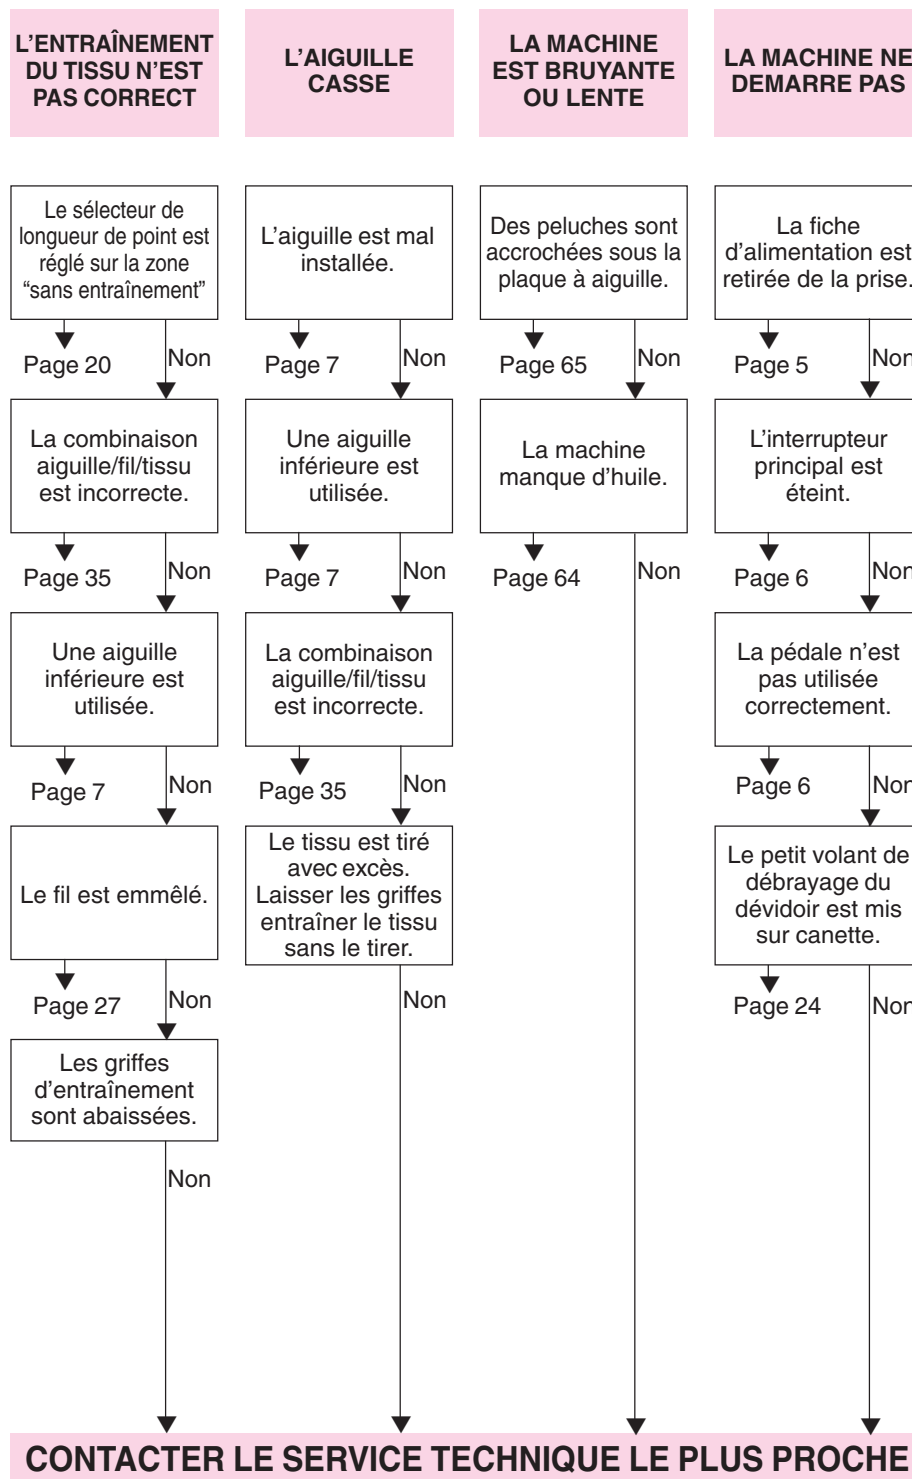 L’ENTRAÎNEMENT
DU TISSU N’EST
PAS CORRECT
L’AIGUILLE
CASSE
LA MACHINE
EST BRUYANTE
OU LENTE
LA MACHINE NE
DEMARRE PAS
Le sélecteur de
longueur de point est
réglé sur la zone
“sans entraînement”
Page 20
Non
La combinaison
aiguille/fil/tissu
est incorrecte.
Page 35
Non
Une aiguille
inférieure est
utilisée.
Page 7
Non
Le fil est emmêlé.
Page 27
Non
Les griffes
d’entraînement
sont abaissées.
Non
L’aiguille est mal
installée.
Page 7
Non
Une aiguille
inférieure est
utilisée.
Page 7
Non
La combinaison
aiguille/fil/tissu
est incorrecte.
Page 35
Non
Le tissu est tiré
avec excès.
Laisser les griffes
entraîner le tissu
sans le tirer.
Non
Des peluches sont
accrochées sous la
plaque à aiguille.
Page 65
Non
La machine
manque d’huile.
Page 64
Non
La fiche
d’alimentation est
retirée de la prise.
Page 5
Non
L’interrupteur
principal est
éteint.
Page 6
Non
La pédale n’est
pas utilisée
correctement.
Page 6
Non
Le petit volant de
débrayage du
dévidoir est mis
sur canette.
Page 24
Non
CONTACTER LE SERVICE TECHNIQUE LE PLUS PROCHE